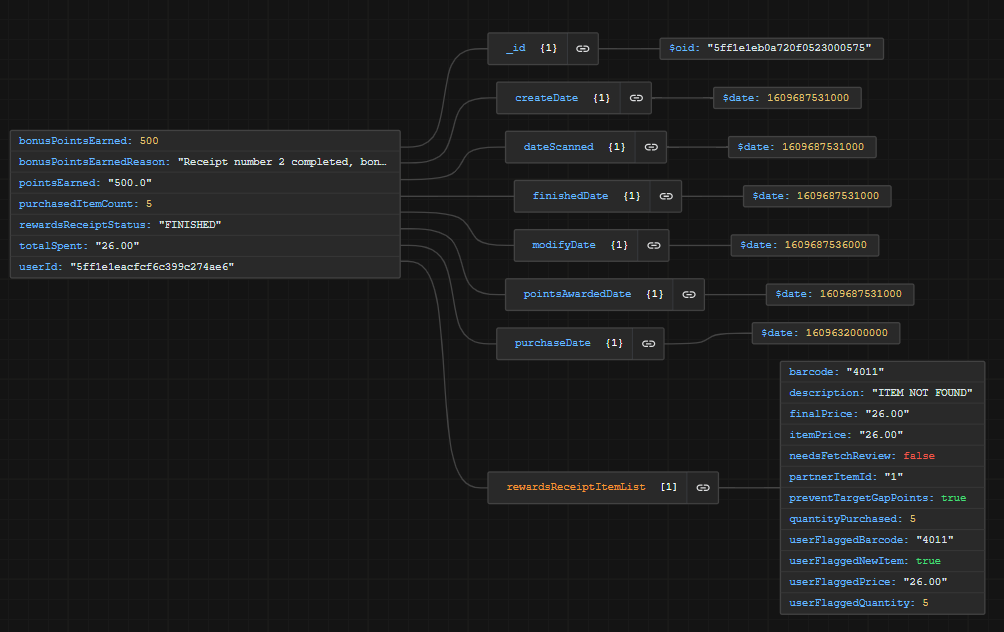 bonusPointsEarned: 500
bonusPointsEarnedReason: "Receipt number 2 completed, bon…
pointsEarned: "500.0"
purchasedItemCount: 5
rewardsReceiptStatus: "FINISHED"
totalSpent: "26.00"
userId: "5ff1e1eacfcf6c399c274ae6"
_id {1}
$oid: "5ff1e1eb0a720f0523000575"
createDate {1}
$date: 1609687531000
dateScanned {1}
$date: 1609687531000
finishedDate {1}
$date: 1609687531000
modifyDate {1}
$date: 1609687536000
pointsAwardedDate {1}
$date: 1609687531000
purchaseDate {1}
$date: 1609632000000
rewardsReceiptItemList [1]
barcode: "4011"
description: "ITEM NOT FOUND"
finalPrice: "26.00"
itemPrice: "26.00"
needsFetchReview: false
partnerItemId: "1"
preventTargetGapPoints: true
quantityPurchased: 5
userFlaggedBarcode: "4011"
userFlaggedNewItem: true
userFlaggedPrice: "26.00"
userFlaggedQuantity: 5